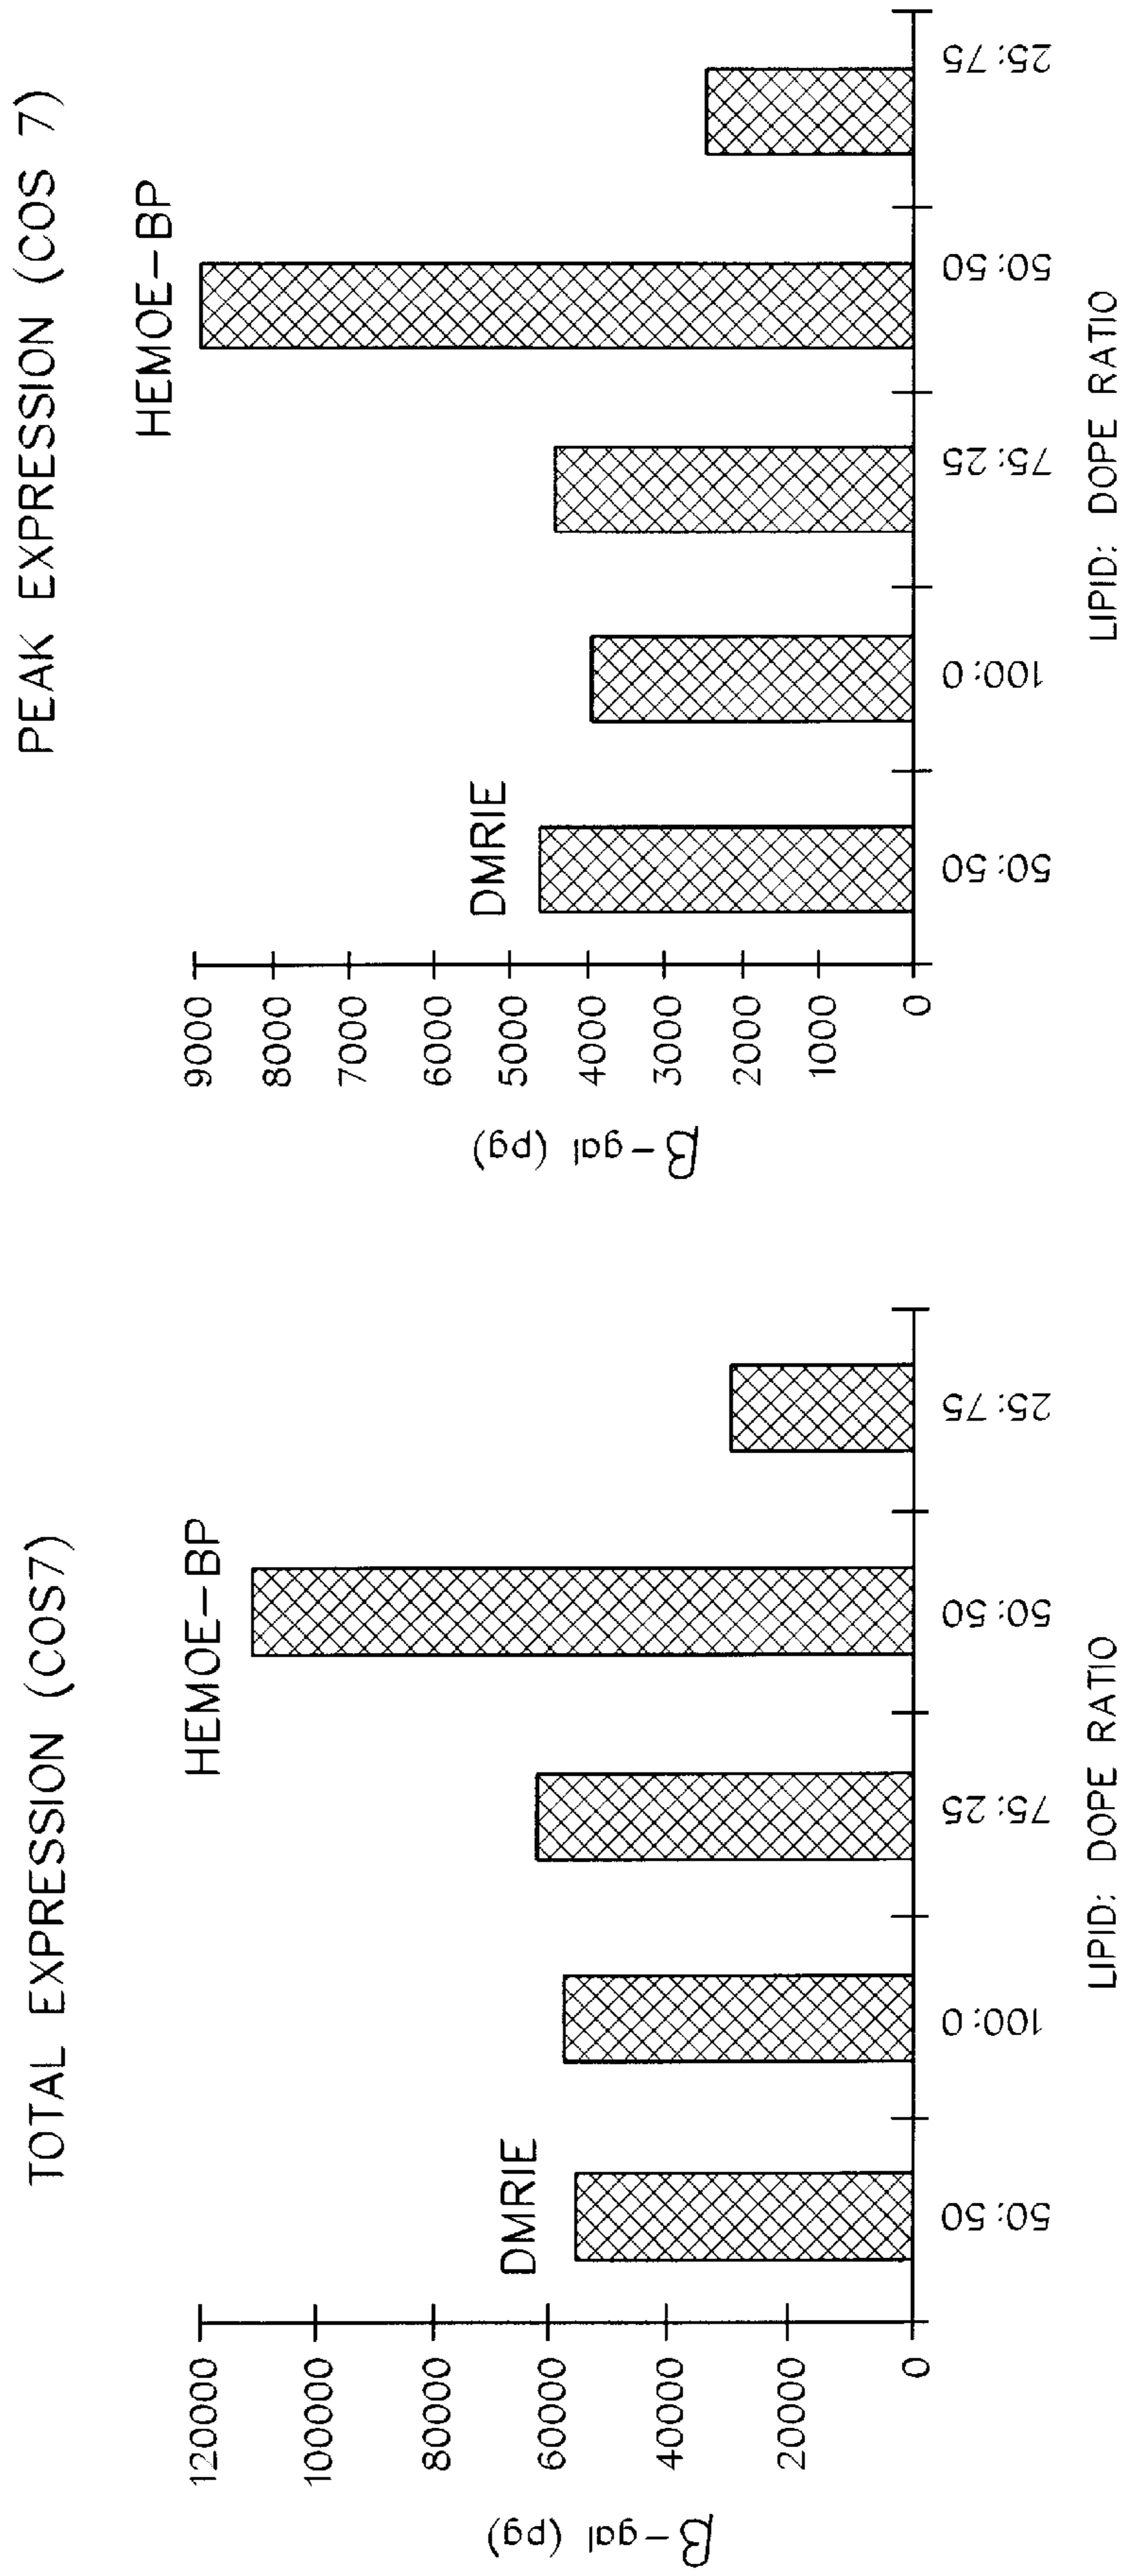 TOTAL EXPRESSION (COS7)
HEMOE-BP
DMRIE
β-gal (pg)
120000
100000
80000
60000
40000
20000
0
50:50
100:0
75:25
50:50
25:75
LIPID: DOPE RATIO
PEAK EXPRESSION (COS 7)
HEMOE-BP
DMRIE
β-gal (pg)
9000
8000
7000
6000
5000
4000
3000
2000
1000
0
50:50
100:0
75:25
50:50
25:75
LIPID: DOPE RATIO